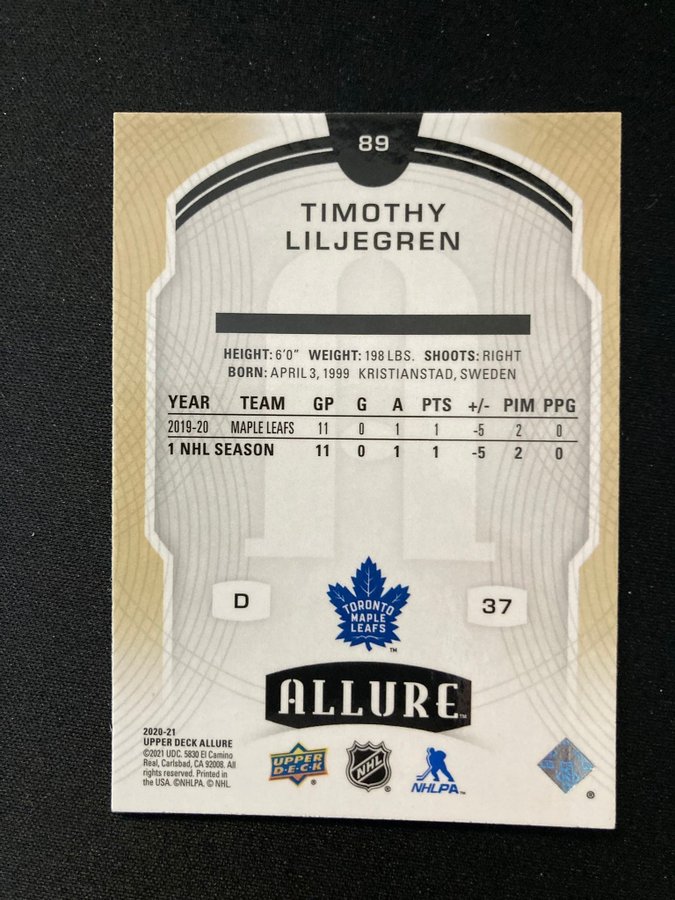 89
TIMOTHY
LILJEGREN
HEIGHT: 6'0" WEIGHT: 198 LBS. SHOOTS: RIGHT
BORN: APRIL 3, 1999 KRISTIANSTAD, SWEDEN
YEAR TEAM GP G A PTS +/- PIM PPG
2019-20 MAPLE LEAFS 11 0 1 1 -5 2 0
1 NHL SEASON 11 0 1 1 -5 2 0
D
37
TORONTO
MAPLE
LEAFS
™
ALLURE™
2020-21
UPPER DECK ALLURE
©2021 UDC. 5830 El Camino
Real, Carlsbad, CA 92008. All
rights reserved. Printed in
the USA. ©NHLPA. © NHL.
UPPER
D·E·C·K
®
NHL
®
NHLPA™
®